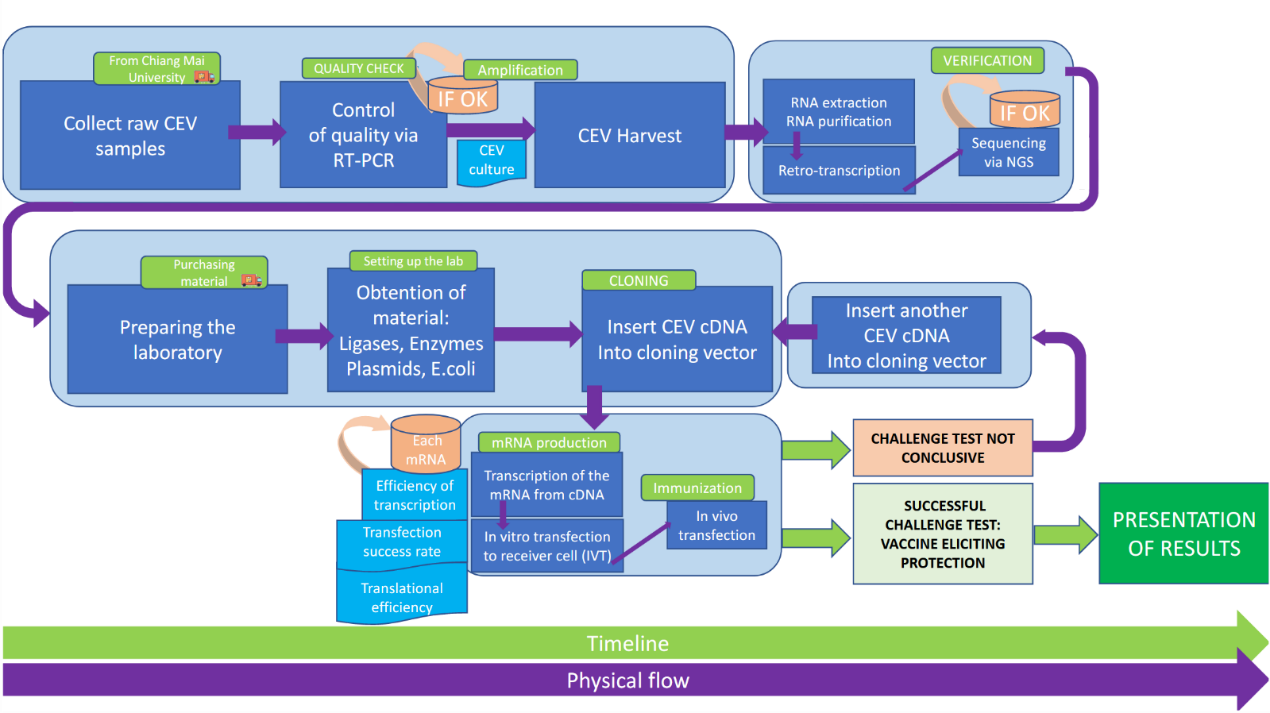 From Chiang Mai
University
Collect raw CEV
samples
QUALITY CHECK
Control
of quality via
RT-PCR
IF OK
Amplification
CEV
culture
CEV Harvest
RNA extraction
RNA purification
Retro-transcription
VERIFICATION
IF OK
Sequencing
via NGS
Purchasing
material
Preparing the
laboratory
Setting up the lab
Obtention of
material:
Ligases, Enzymes
Plasmids, E.coli
CLONING
Insert CEV cDNA
Into cloning vector
Insert another
CEV cDNA
Into cloning vector
Each
mRNA
Efficiency of
transcription
Transfection
success rate
Translational
efficiency
mRNA production
Transcription of the
mRNA from cDNA
In vitro transfection
to receiver cell (IVT)
Immunization
In vivo
transfection
CHALLENGE TEST NOT
CONCLUSIVE
SUCCESSFUL
CHALLENGE TEST:
VACCINE ELICITING
PROTECTION
PRESENTATION
OF RESULTS
Timeline
Physical flow